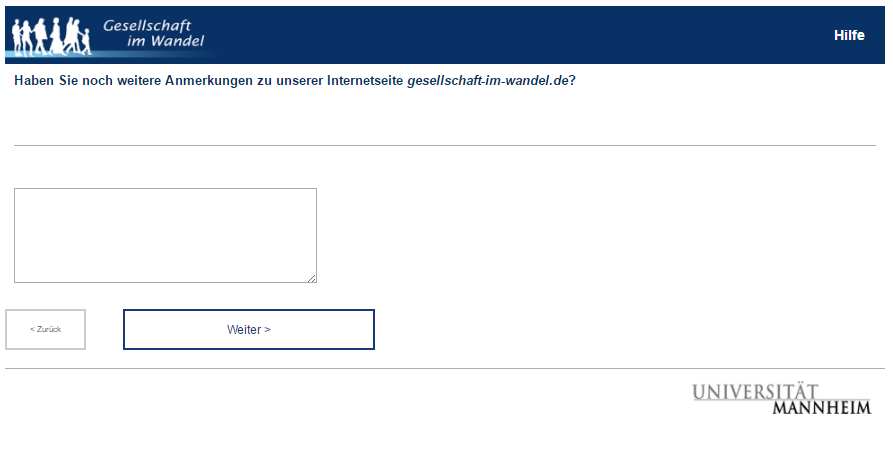 Gesellschaft
im Wandel
Hilfe
Haben Sie noch weitere Anmerkungen zu unserer Internetseite gesellschaft-im-wandel.de?
< Zurück
Weiter >
UNIVERSITÄT
MANNHEIM